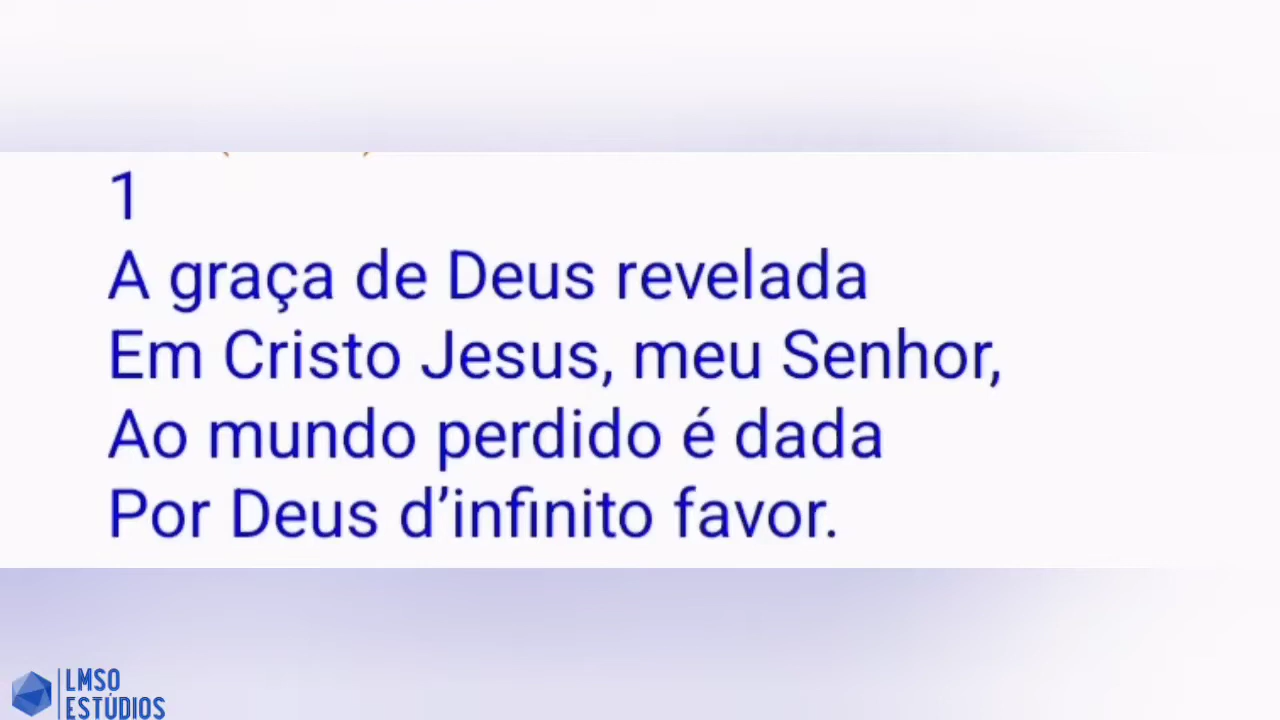 1
A graça de Deus revelada
Em Cristo Jesus, meu Senhor,
Ao mundo perdido é dada
Por Deus d’infinito favor.
LMSO
ESTÚDIOS